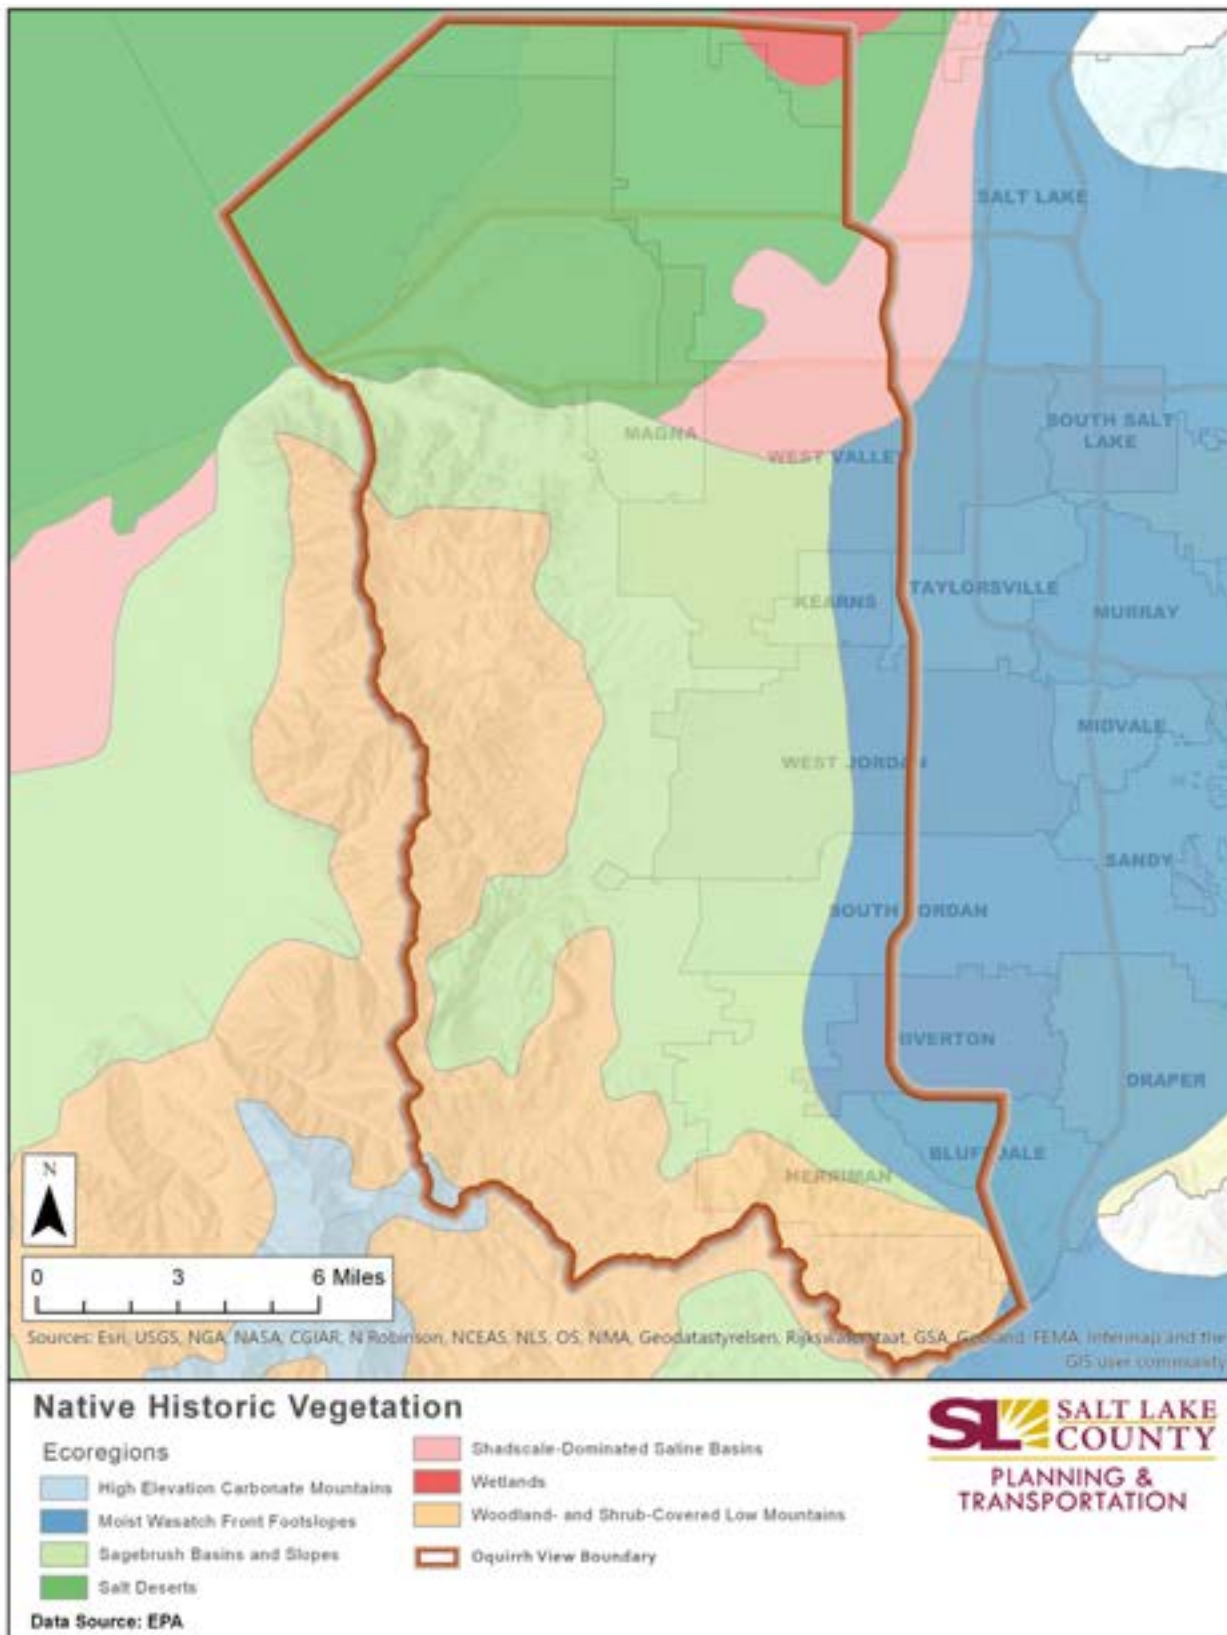 SALT LAKE
SOUTH SALT
LAKE
MAGNA
WEST VALLEY
TAYLORSVILLE
KEARNS
MURRAY
MIDVALE
WEST JORDAN
SANDY
SOUTH JORDAN
RIVERTON
DRAPER
BLUFFDALE
HERRIMAN
N
0 3 6 Miles
Sources: Esri, USGS, NGA, NASA, CGIAR, N Robinson, NCEAS, NLS, OS, NMA, Geodatastyrelsen, Rijkswaterstaat, GSA, Geoland, FEMA, Intermap and the
GIS user community
Native Historic Vegetation
Ecoregions
High Elevation Carbonate Mountains
Moist Wasatch Front Footslopes
Sagebrush Basins and Slopes
Salt Deserts
Shadscale-Dominated Saline Basins
Wetlands
Woodland- and Shrub-Covered Low Mountains
Oquirrh View Boundary
Data Source: EPA
SL SALT LAKE
COUNTY
PLANNING &
TRANSPORTATION